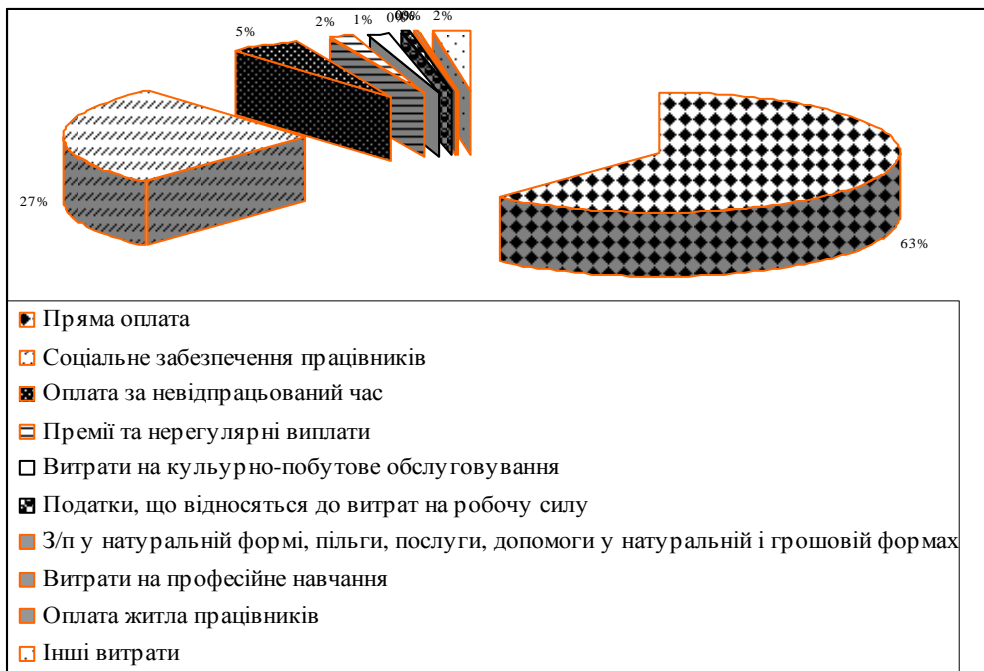 5% 2% 1% 0% 0% 0% 2%
27%
63%
Пряма оплата
Соціальне забезпечення працівників
Оплата за невідпрацьований час
Премії та нерегулярні виплати
Витрати на кульурно-побутове обслуговування
Податки, що відносяться до витрат на робочу силу
З/п у натуральній формі, пільги, послуги, допомоги у натуральній і грошовій формах
Витрати на професійне навчання
Оплата житла працівників
Інші витрати